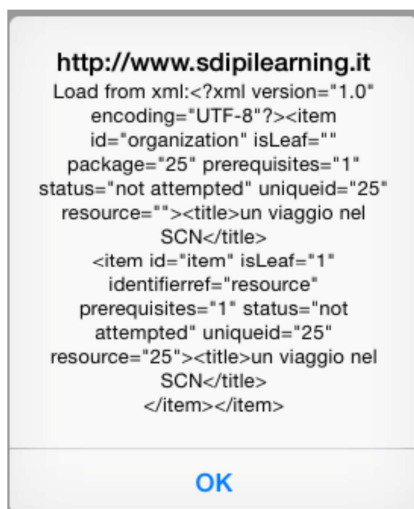 http://www.sdipilearning.it
Load from xml:<?xml version="1.0"
encoding="UTF-8"?><item
id="organization" isLeaf=""
package="25" prerequisites="1"
status="not attempted" uniqueid="25"
resource=""><title>un viaggio nel
SCN</title>
<item id="item" isLeaf="1"
identifierref="resource"
prerequisites="1" status="not
attempted" uniqueid="25"
resource="25"><title>un viaggio nel
SCN</title>
</item></item>
OK